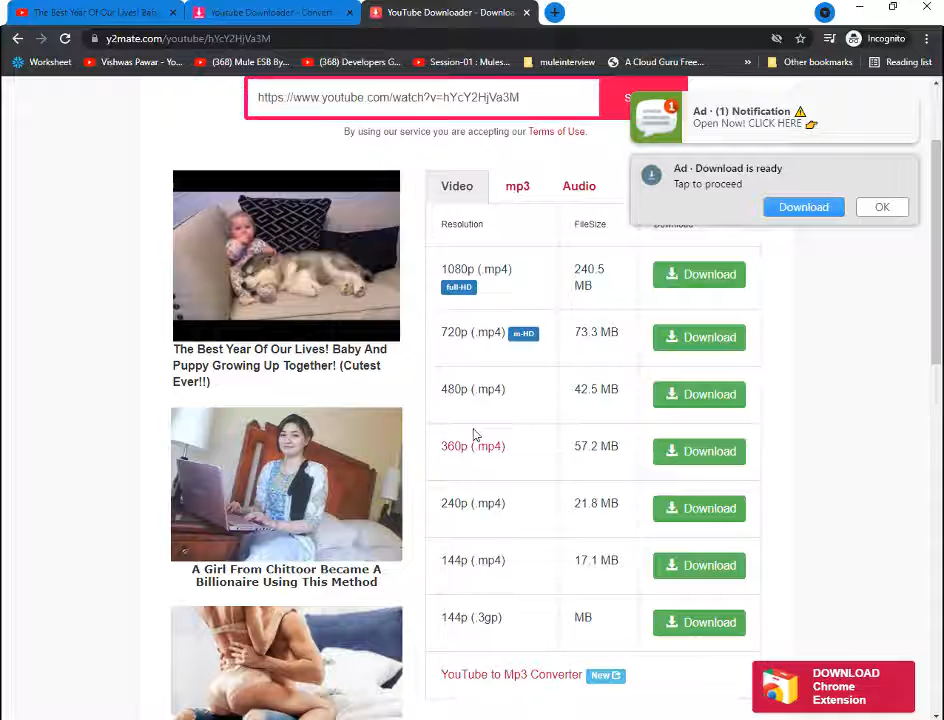 The Best Year Of Our Lives! Bab
Youtube Downloader - Convert
YouTube Downloader - Downloa
y2mate.com/youtube/hYcY2HjVa3M
Incognito
Worksheet
Vishwas Pawar - Yo...
(368) Mule ESB By...
(368) Developers G...
Session-01 : Mules...
muleinterview
A Cloud Guru Free...
»
Other bookmarks
Reading list
https://www.youtube.com/watch?v=hYcY2HjVa3M
S
By using our service you are accepting our Terms of Use.
1
Ad · (1) Notification ⚠
Open Now! CLICK HERE 👉
Ad · Download is ready
Tap to proceed
Download
OK
Video
mp3
Audio
Resolution
FileSize
Download
1080p (.mp4)
full-HD
240.5
MB
Download
720p (.mp4) m-HD
73.3 MB
Download
480p (.mp4)
42.5 MB
Download
360p (.mp4)
57.2 MB
Download
240p (.mp4)
21.8 MB
Download
144p (.mp4)
17.1 MB
Download
144p (.3gp)
MB
Download
YouTube to Mp3 Converter New
The Best Year Of Our Lives! Baby And
Puppy Growing Up Together! (Cutest
Ever!!)
A Girl From Chittoor Became A
Billionaire Using This Method
DOWNLOAD
Chrome
Extension